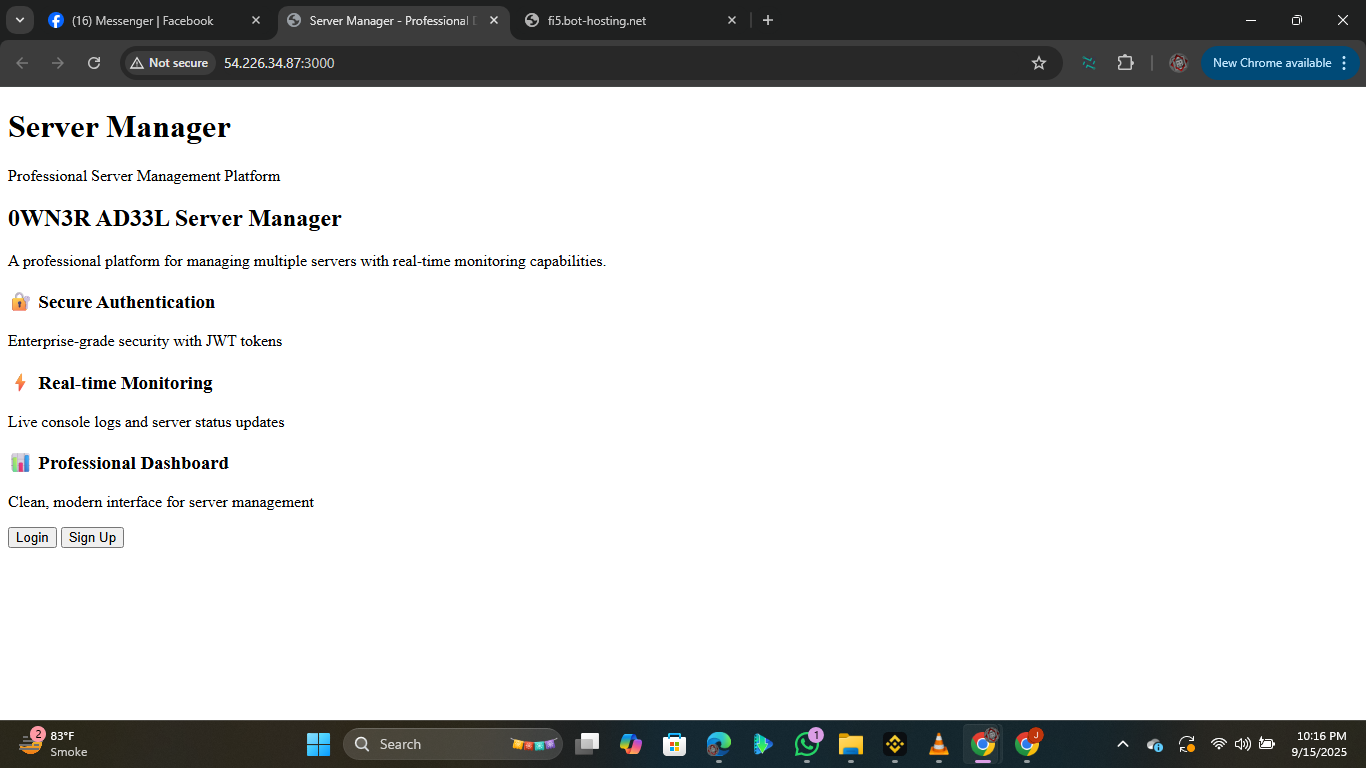 (16) Messenger | Facebook
Server Manager - Professional
fi5.bot-hosting.net
Not secure
54.226.34.87:3000
New Chrome available
Server Manager
Professional Server Management Platform
0WN3R AD33L Server Manager
A professional platform for managing multiple servers with real-time monitoring capabilities.
🔐 Secure Authentication
Enterprise-grade security with JWT tokens
⚡ Real-time Monitoring
Live console logs and server status updates
📊 Professional Dashboard
Clean, modern interface for server management
Login Sign Up
2
83°F
Smoke
Search
1
J
10:16 PM
9/15/2025